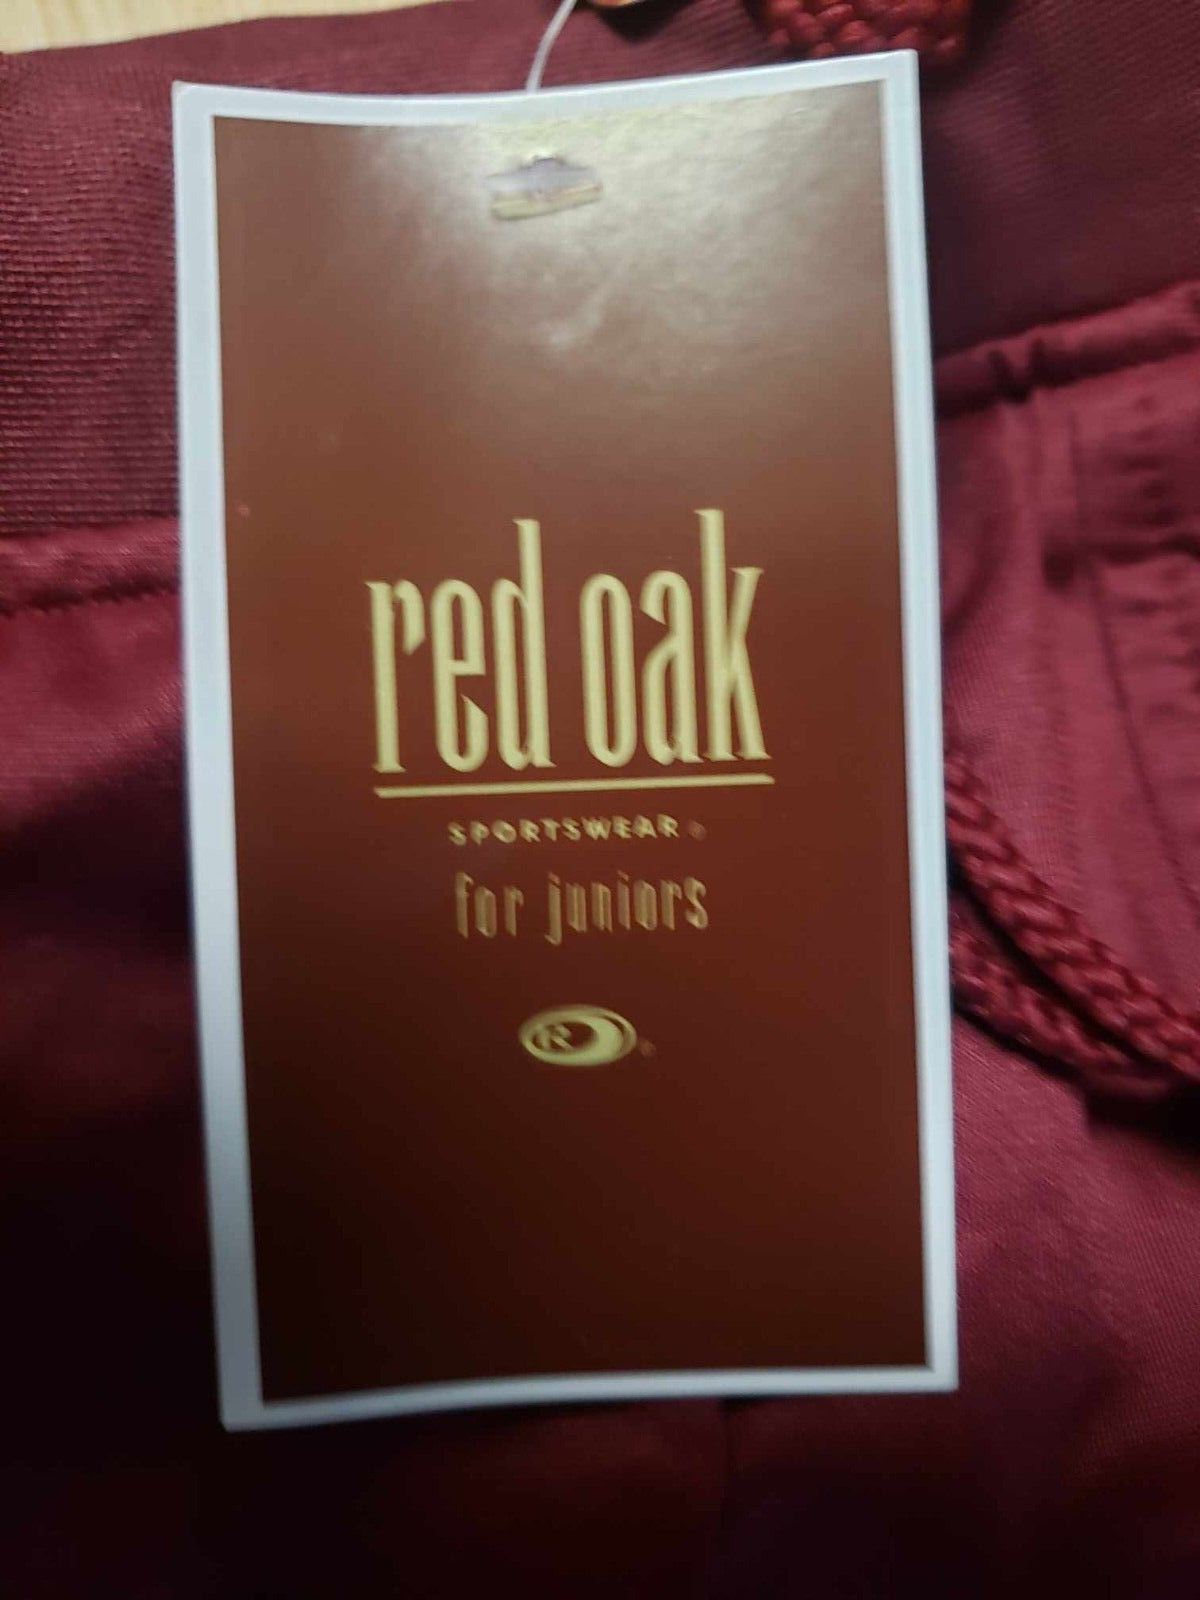 red oak
SPORTSWEAR ®
for juniors
R ®